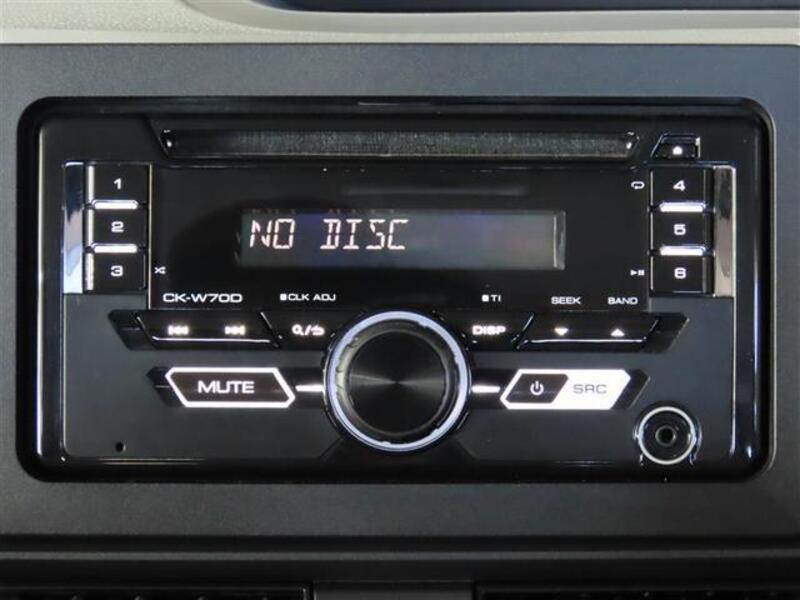 1
2
3
4
5
6
NO DISC
CK-W70D
CLK ADJ
TI
SEEK
BAND
DISP
MUTE
SRC